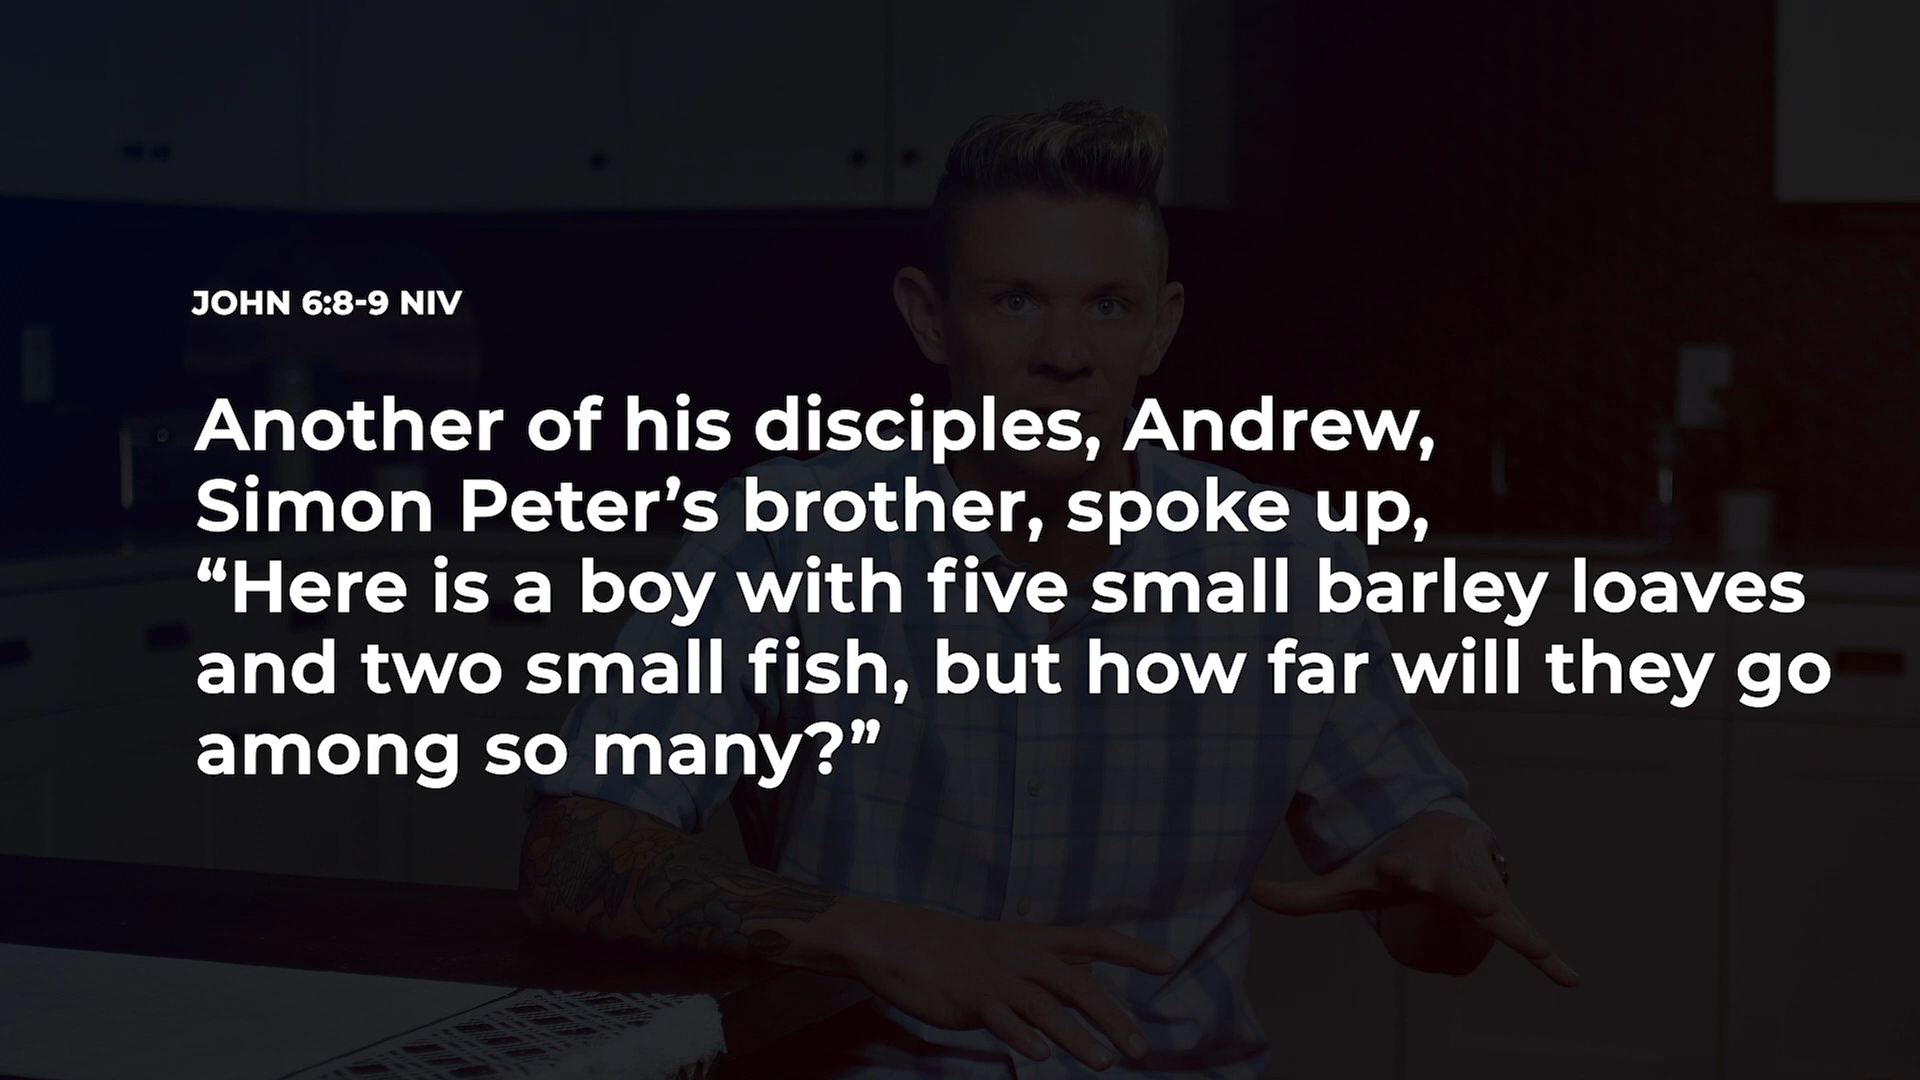 JOHN 6:8-9 NIV
Another of his disciples, Andrew,
Simon Peter’s brother, spoke up,
“Here is a boy with five small barley loaves
and two small fish, but how far will they go
among so many?”